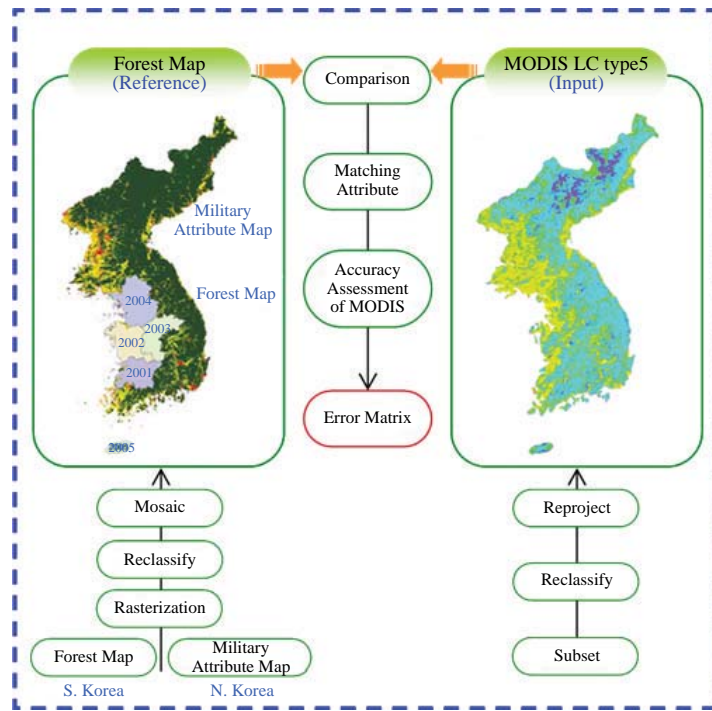 Forest Map
(Reference)
Comparison
MODIS LC type5
(Input)
Military
Attribute Map
Forest Map
2004
2003
2002
2001
2005
Matching
Attribute
Accuracy
Assessment
of MODIS
Error Matrix
Mosaic
Reclassify
Rasterization
Forest Map
Military
Attribute Map
S. Korea
N. Korea
Reproject
Reclassify
Subset